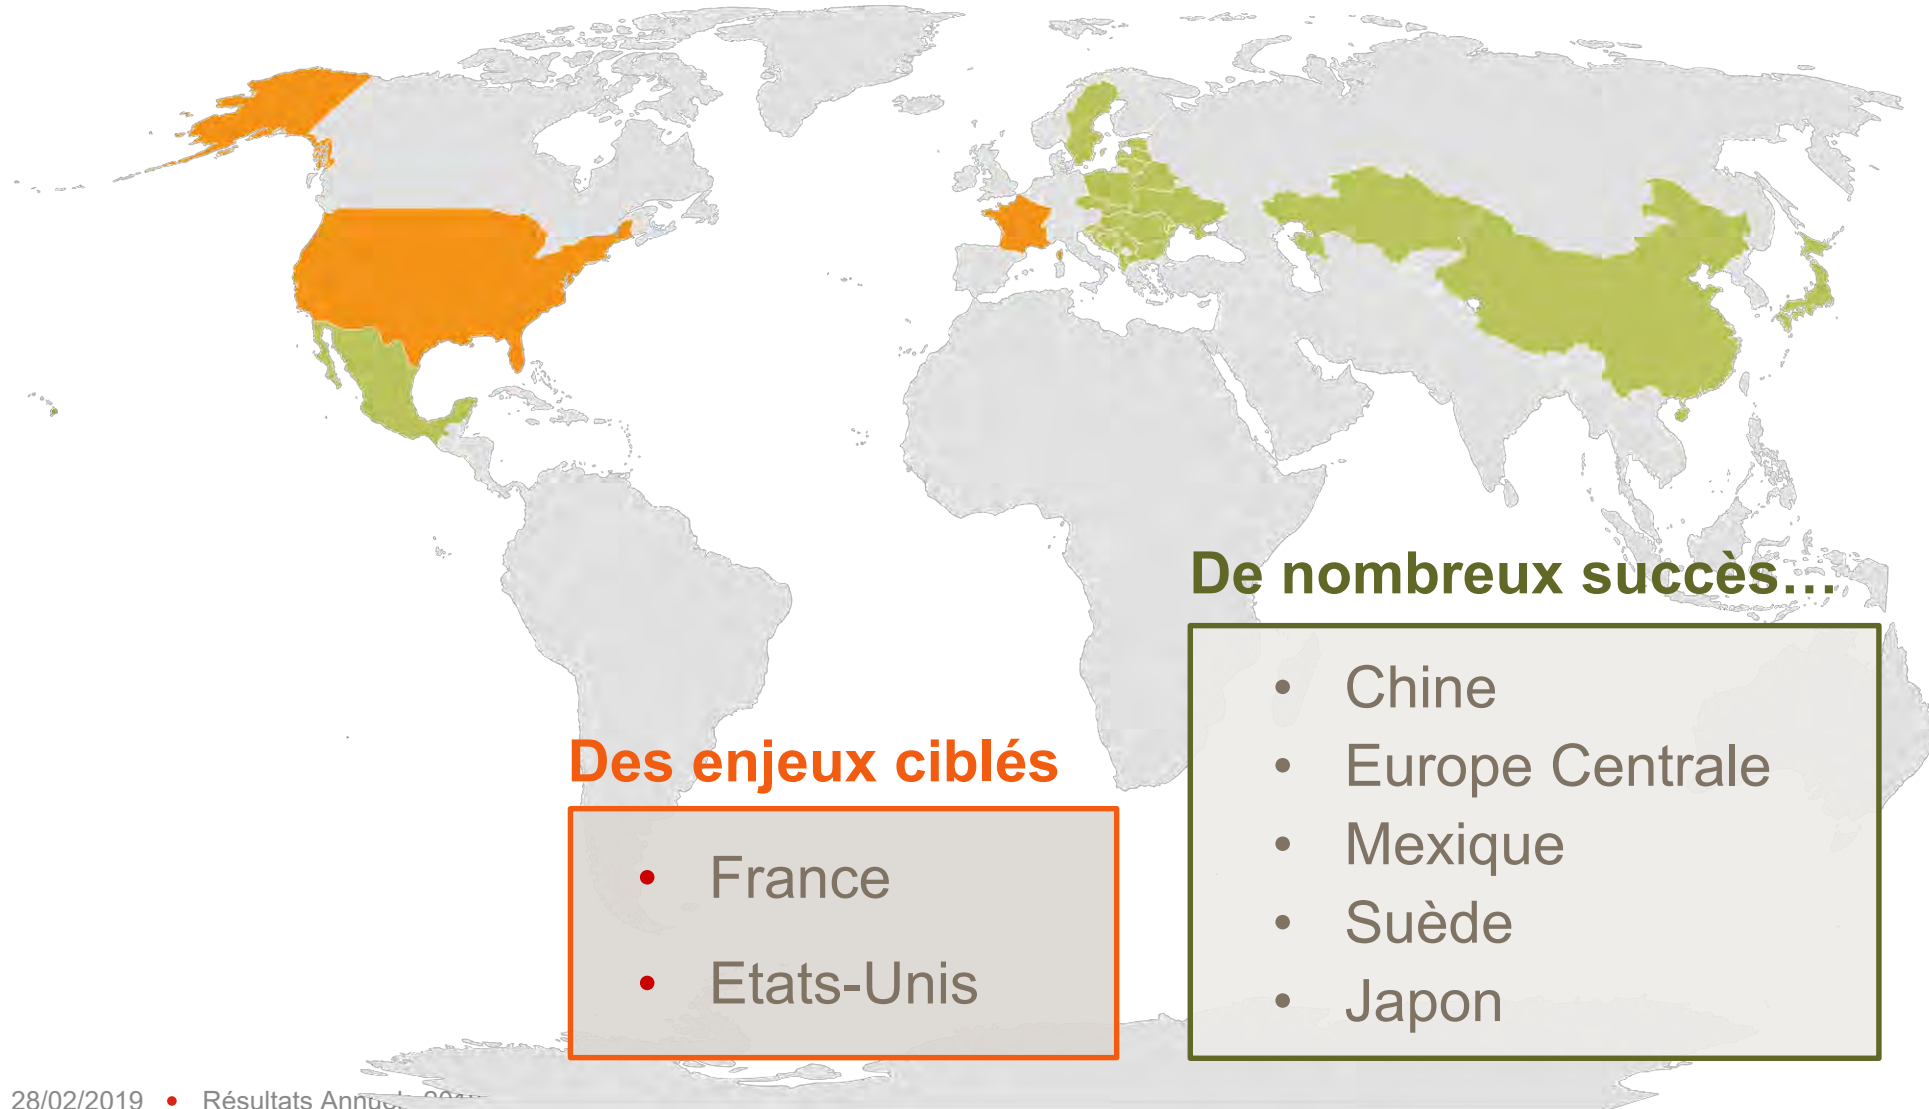 De nombreux succès…
• Chine
• Europe Centrale
• Mexique
• Suède
• Japon
Des enjeux ciblés
• France
• Etats-Unis
28/02/2019 • Résultats